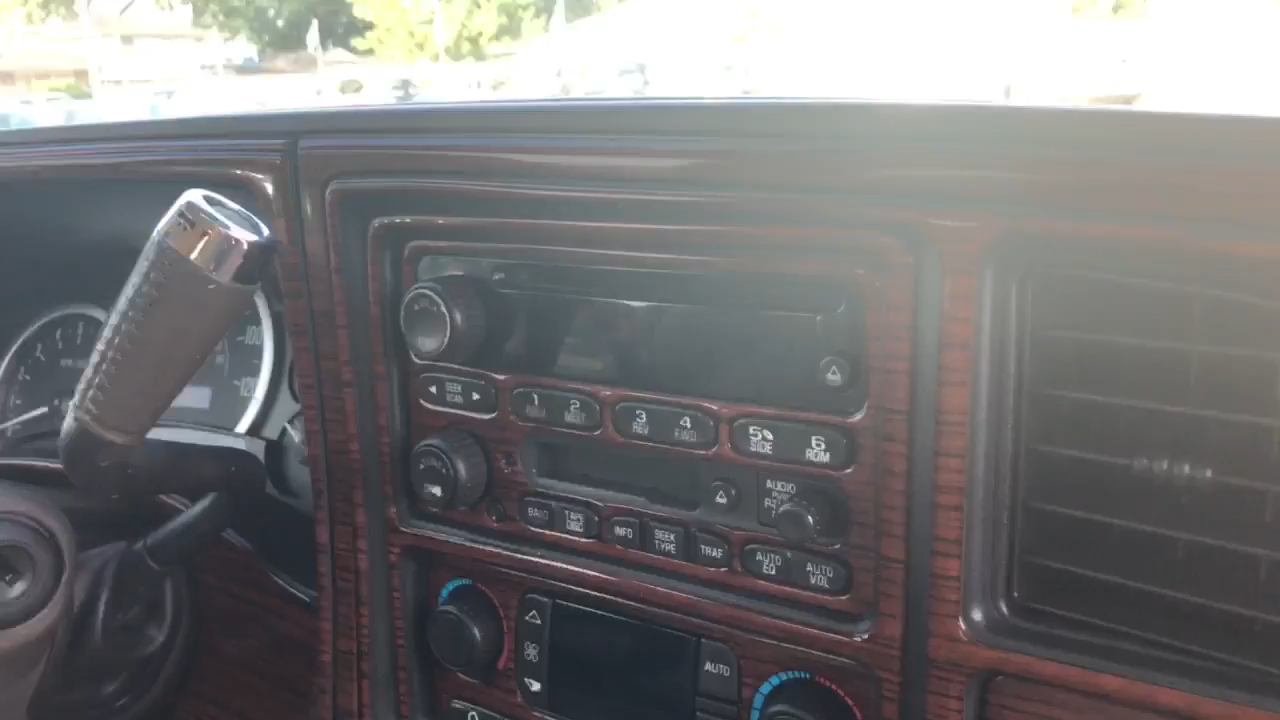 100
120
SEEK
SCAN
1 2
3 4
REV FWD
5 6
SIDE RDM
AUDIO
BAND TAPE
DISC
INFO SEEK
TYPE
TRAF
AUTO
EQ
AUTO
VOL
AUTO